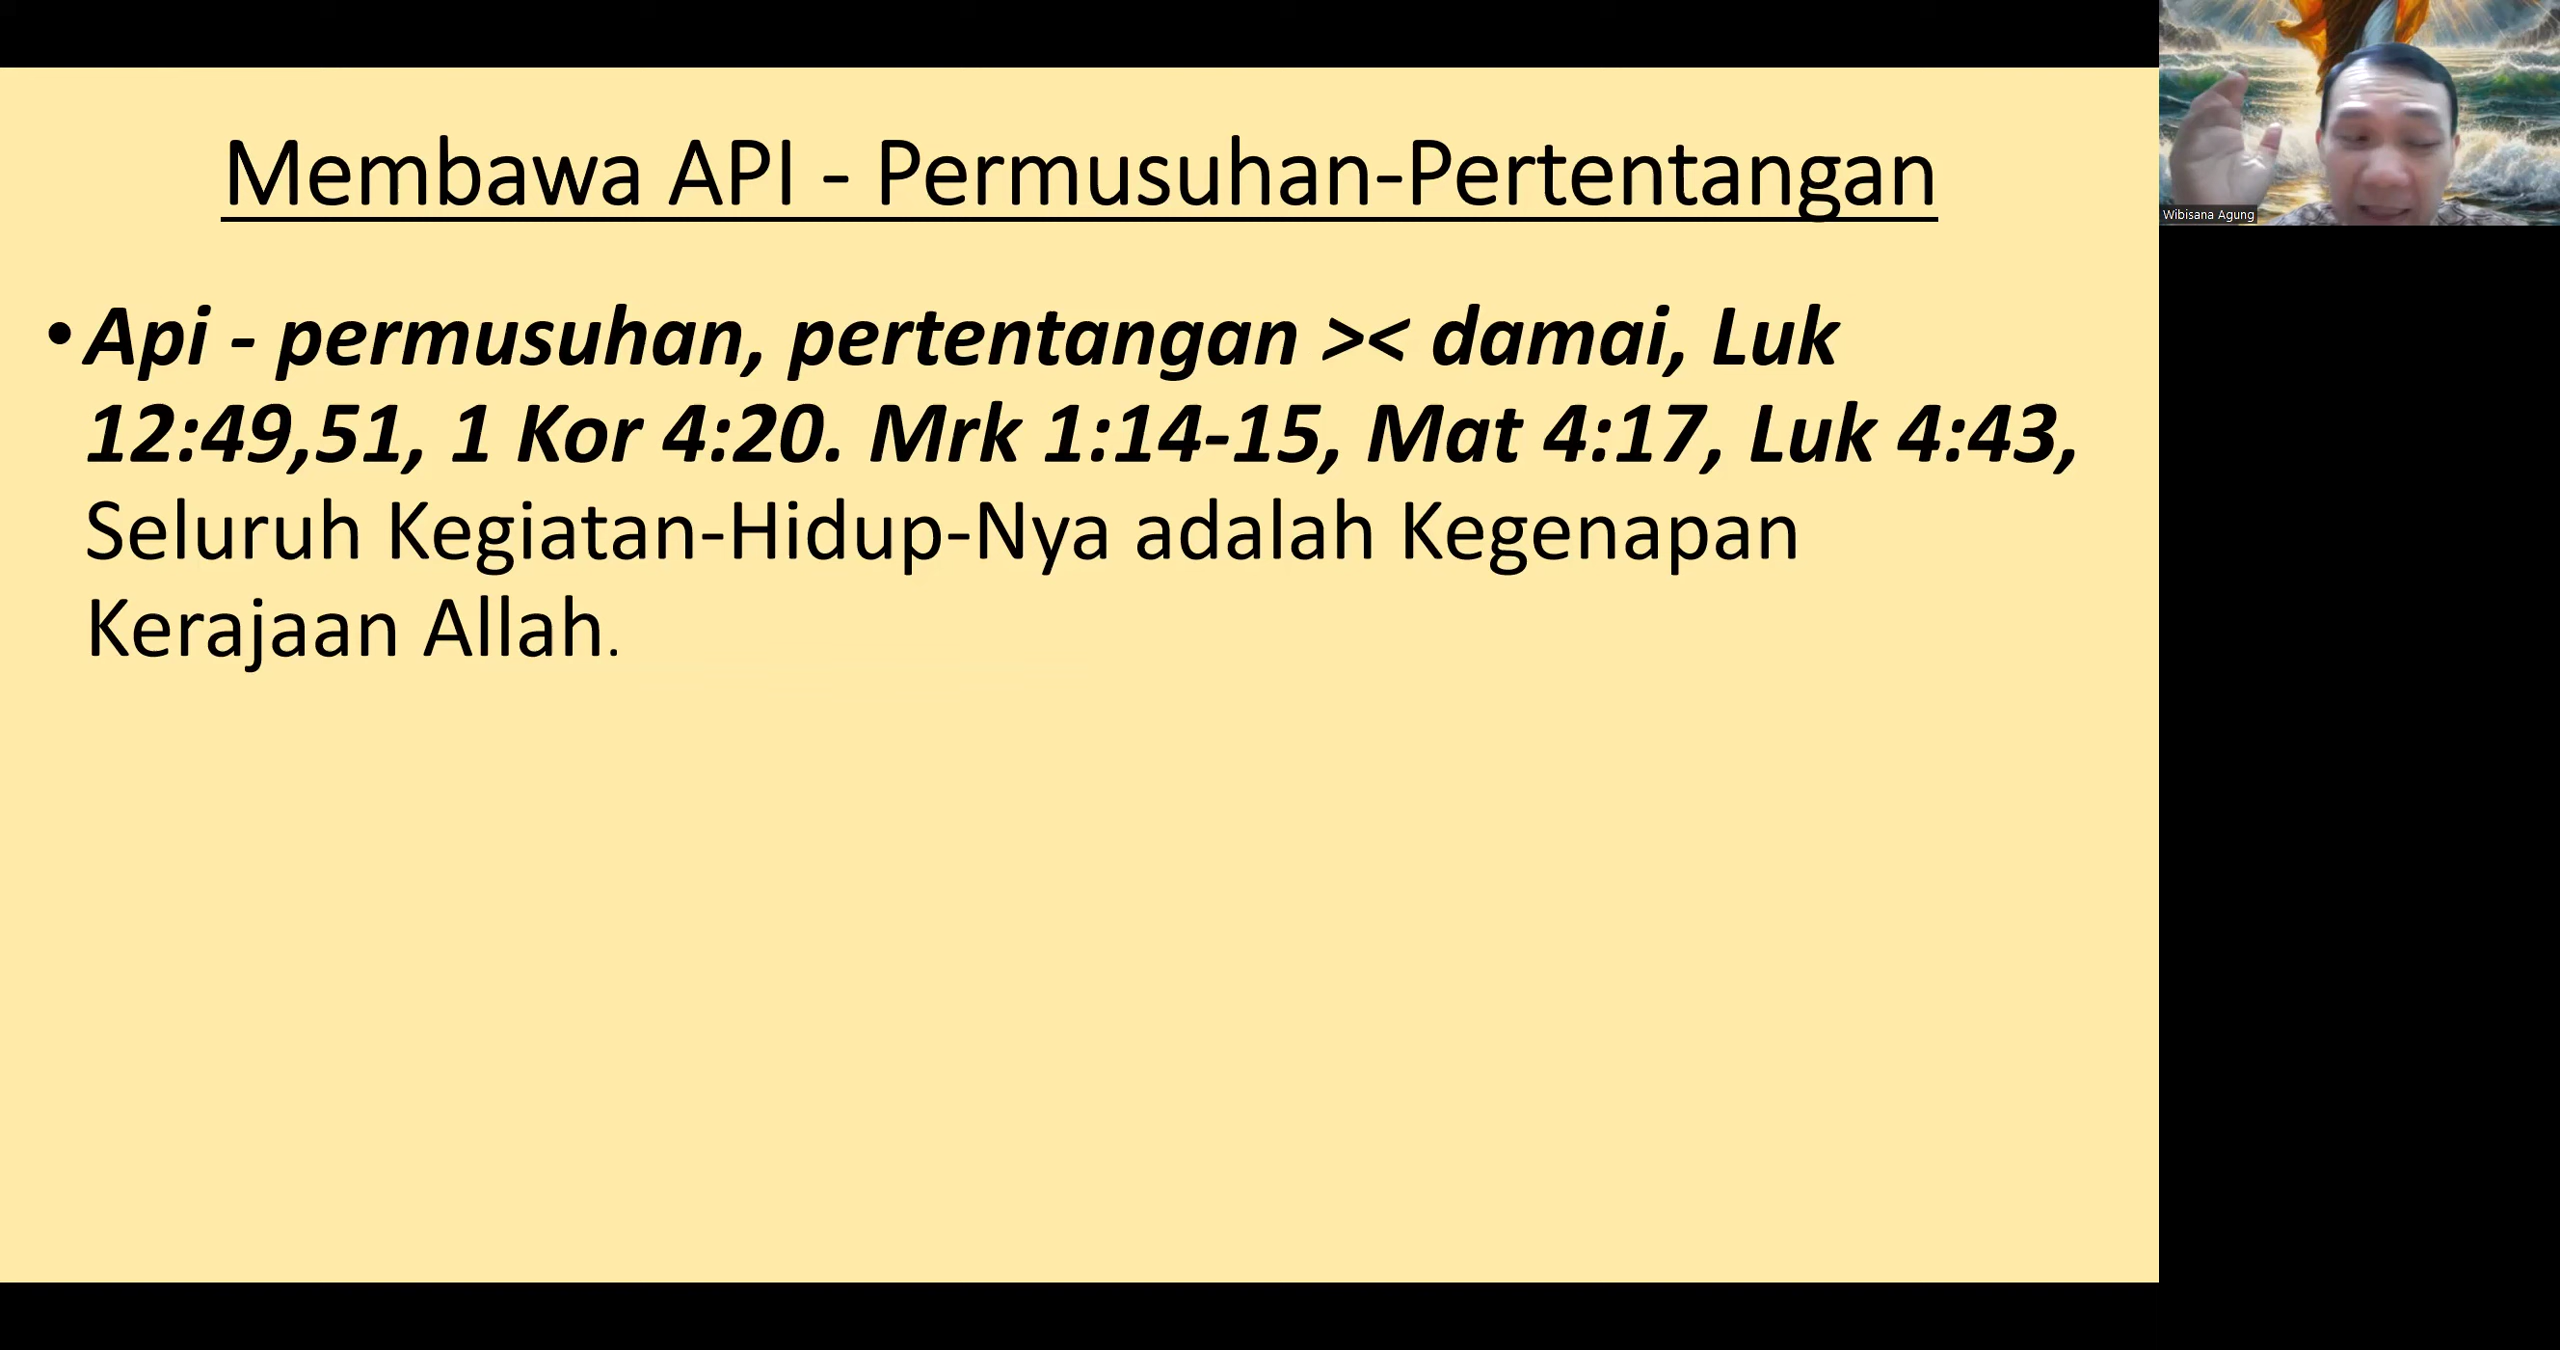 Membawa API - Permusuhan-Pertentangan
Wibisana Agung
• Api - permusuhan, pertentangan >< damai, Luk
12:49,51, 1 Kor 4:20. Mrk 1:14-15, Mat 4:17, Luk 4:43,
Seluruh Kegiatan-Hidup-Nya adalah Kegenapan
Kerajaan Allah.